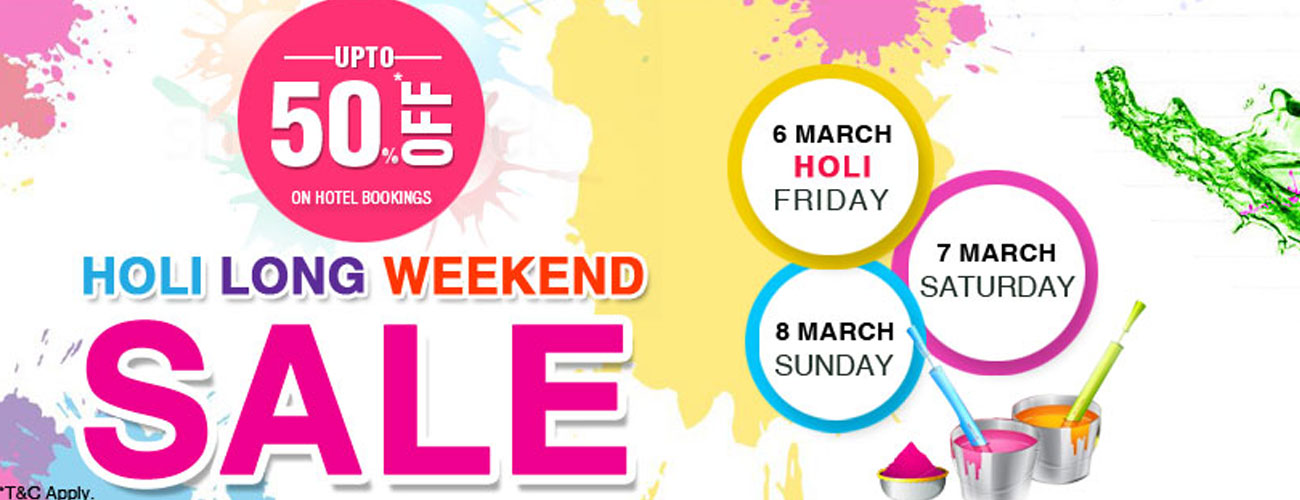 UPTO
50% OFF*
ON HOTEL BOOKINGS
HOLI LONG WEEKEND
SALE
*T&C Apply.
6 MARCH
HOLI
FRIDAY
7 MARCH
SATURDAY
8 MARCH
SUNDAY